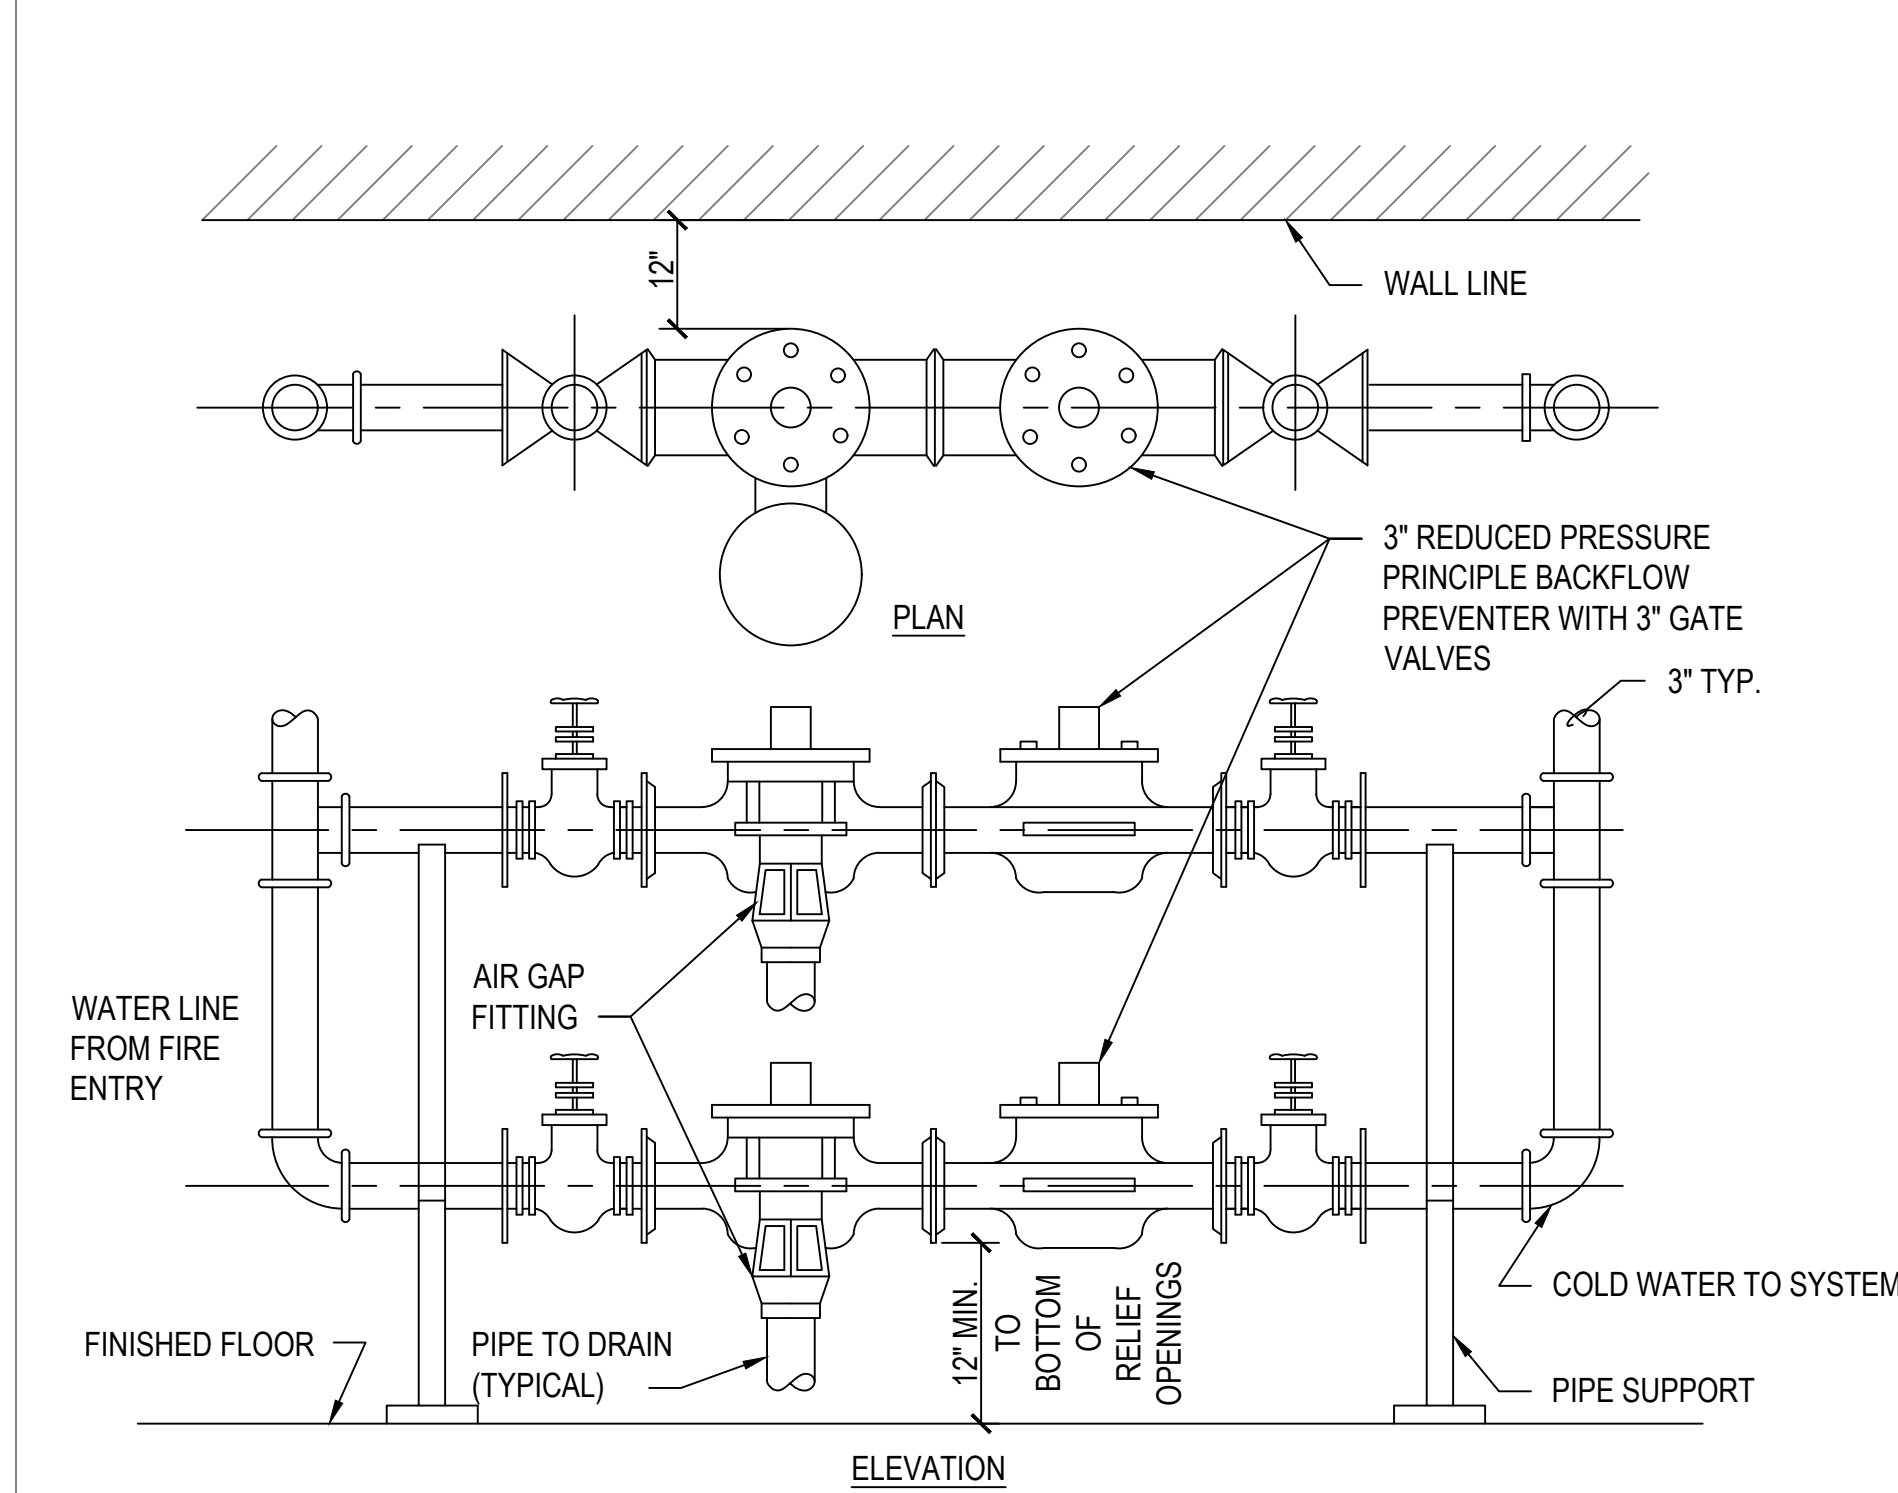 12"
WALL LINE
3" REDUCED PRESSURE
PRINCIPLE BACKFLOW
PREVENTER WITH 3" GATE
VALVES
PLAN
3" TYP.
AIR GAP
FITTING
WATER LINE
FROM FIRE
ENTRY
12" MIN.
TO
BOTTOM
OF
RELIEF
OPENINGS
COLD WATER TO SYSTEM
FINISHED FLOOR
PIPE TO DRAIN
(TYPICAL)
PIPE SUPPORT
ELEVATION